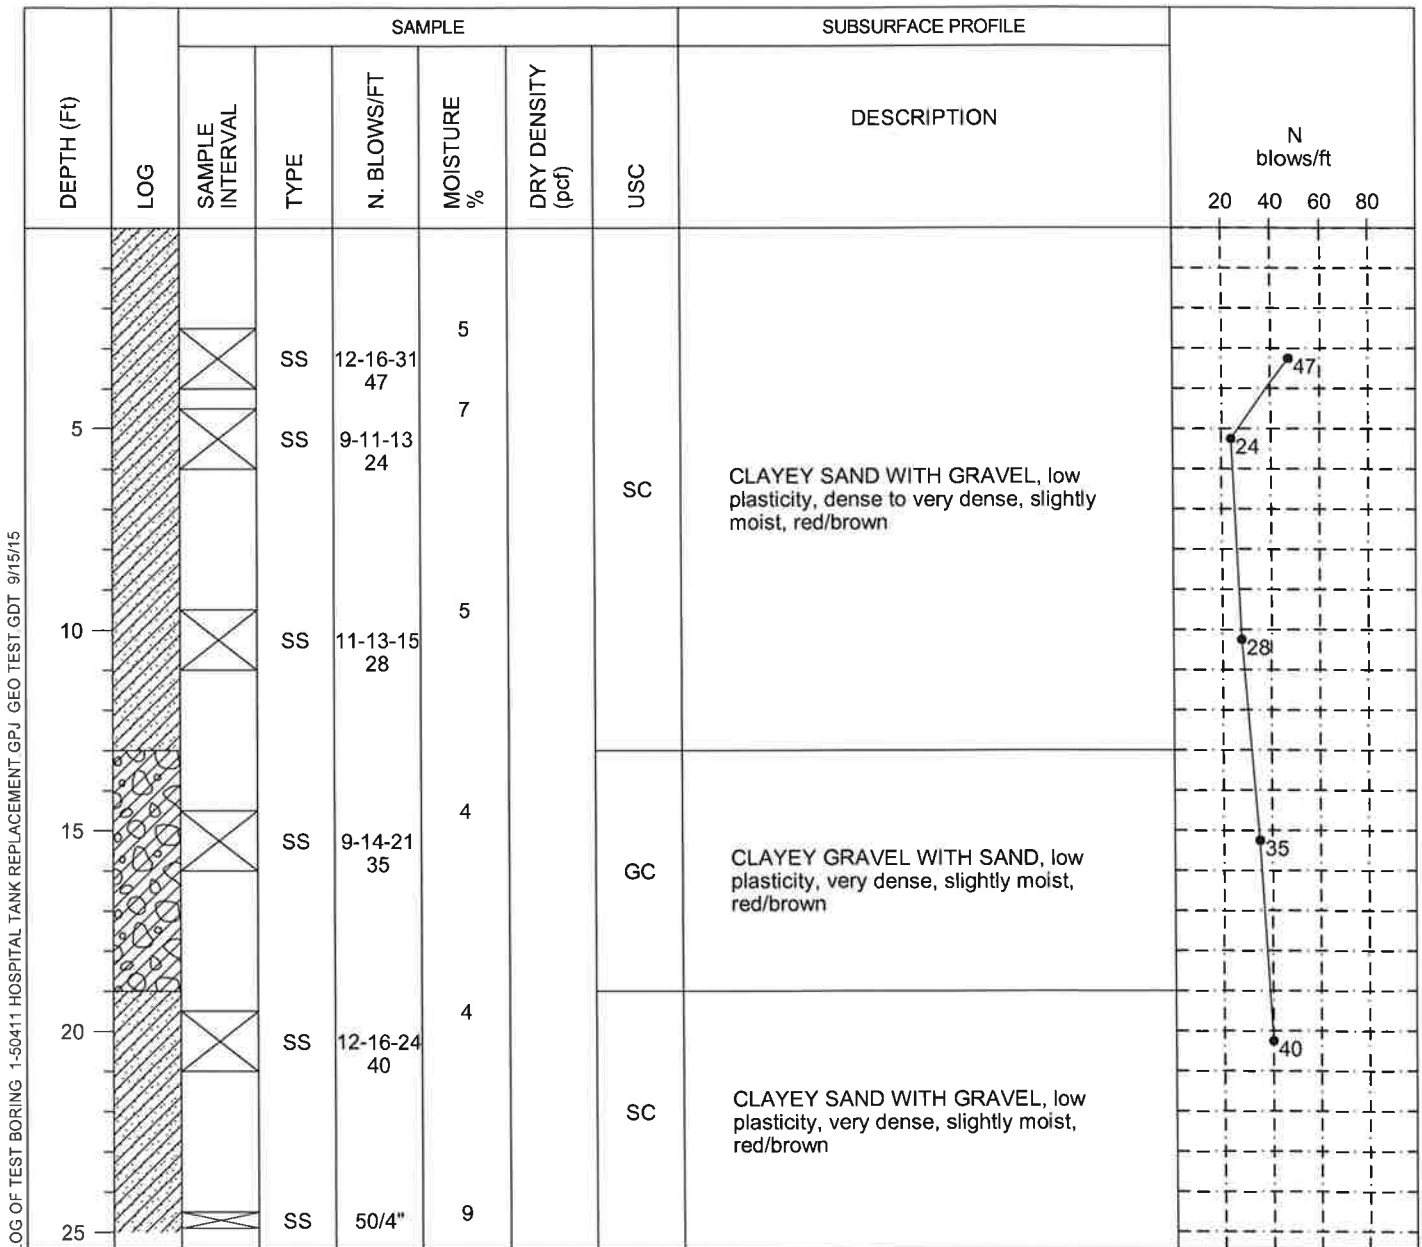 SAMPLE
SUBSURFACE PROFILE
DEPTH (Ft)
LOG
SAMPLE
INTERVAL
TYPE
N. BLOWS/FT
MOISTURE
%
DRY DENSITY
(pcf)
USC
DESCRIPTION
N
blows/ft
20 40 60 80
5
SS 12-16-31
47
47
7
5 SS 9-11-13
24
24
SC
CLAYEY SAND WITH GRAVEL, low
plasticity, dense to very dense, slightly
moist, red/brown
5
10 SS 11-13-15
28
28
4
15 SS 9-14-21
35
35
GC
CLAYEY GRAVEL WITH SAND, low
plasticity, very dense, slightly moist,
red/brown
4
20 SS 12-16-24
40
40
SC
CLAYEY SAND WITH GRAVEL, low
plasticity, very dense, slightly moist,
red/brown
25 SS 50/4" 9
LOG OF TEST BORING 1-50411 HOSPITAL TANK REPLACEMENT GPJ GEO TEST.GDT 9/15/15